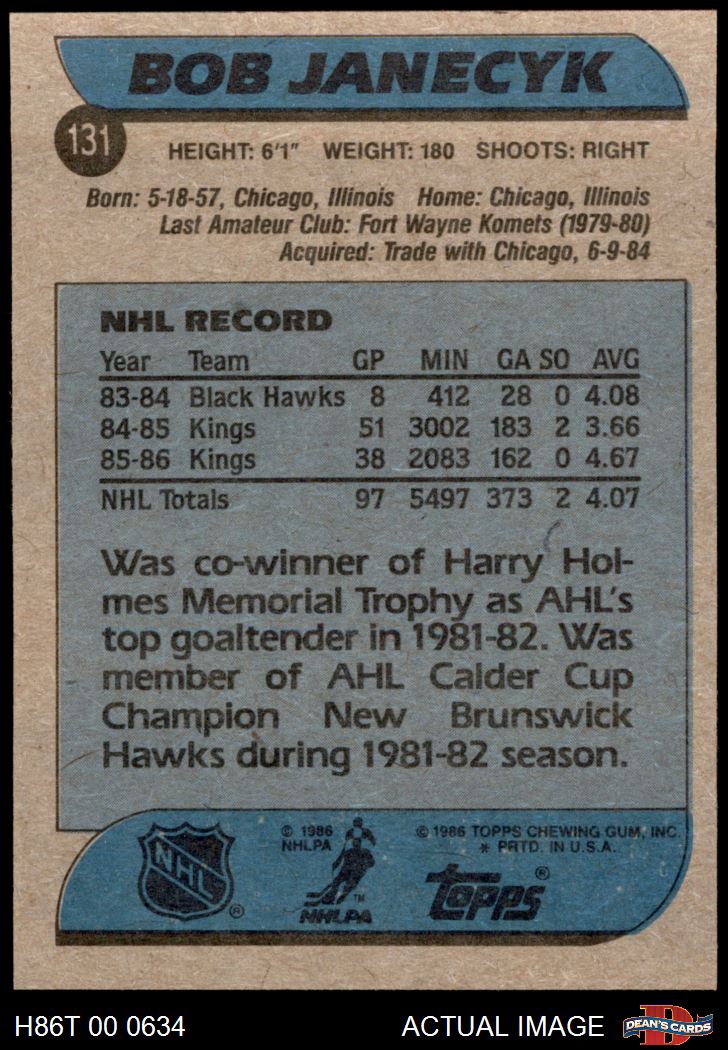 BOB JANECYK
131
HEIGHT: 6'1" WEIGHT: 180 SHOOTS: RIGHT
Born: 5-18-57, Chicago, Illinois Home: Chicago, Illinois
Last Amateur Club: Fort Wayne Komets (1979-80)
Acquired: Trade with Chicago, 6-9-84
NHL RECORD
Year Team GP MIN GA SO AVG
83-84 Black Hawks 8 412 28 0 4.08
84-85 Kings 51 3002 183 2 3.66
85-86 Kings 38 2083 162 0 4.67
NHL Totals 97 5497 373 2 4.07
Was co-winner of Harry Hol-
mes Memorial Trophy as AHL's
top goaltender in 1981-82. Was
member of AHL Calder Cup
Champion New Brunswick
Hawks during 1981-82 season.
NHL ®
© 1986
NHLPA
™
NHLPA
© 1986 TOPPS CHEWING GUM, INC.
* PRTD. IN U.S.A.
Topps ®
H86T 00 0634 ACTUAL IMAGE
D
DEAN'S CARDS